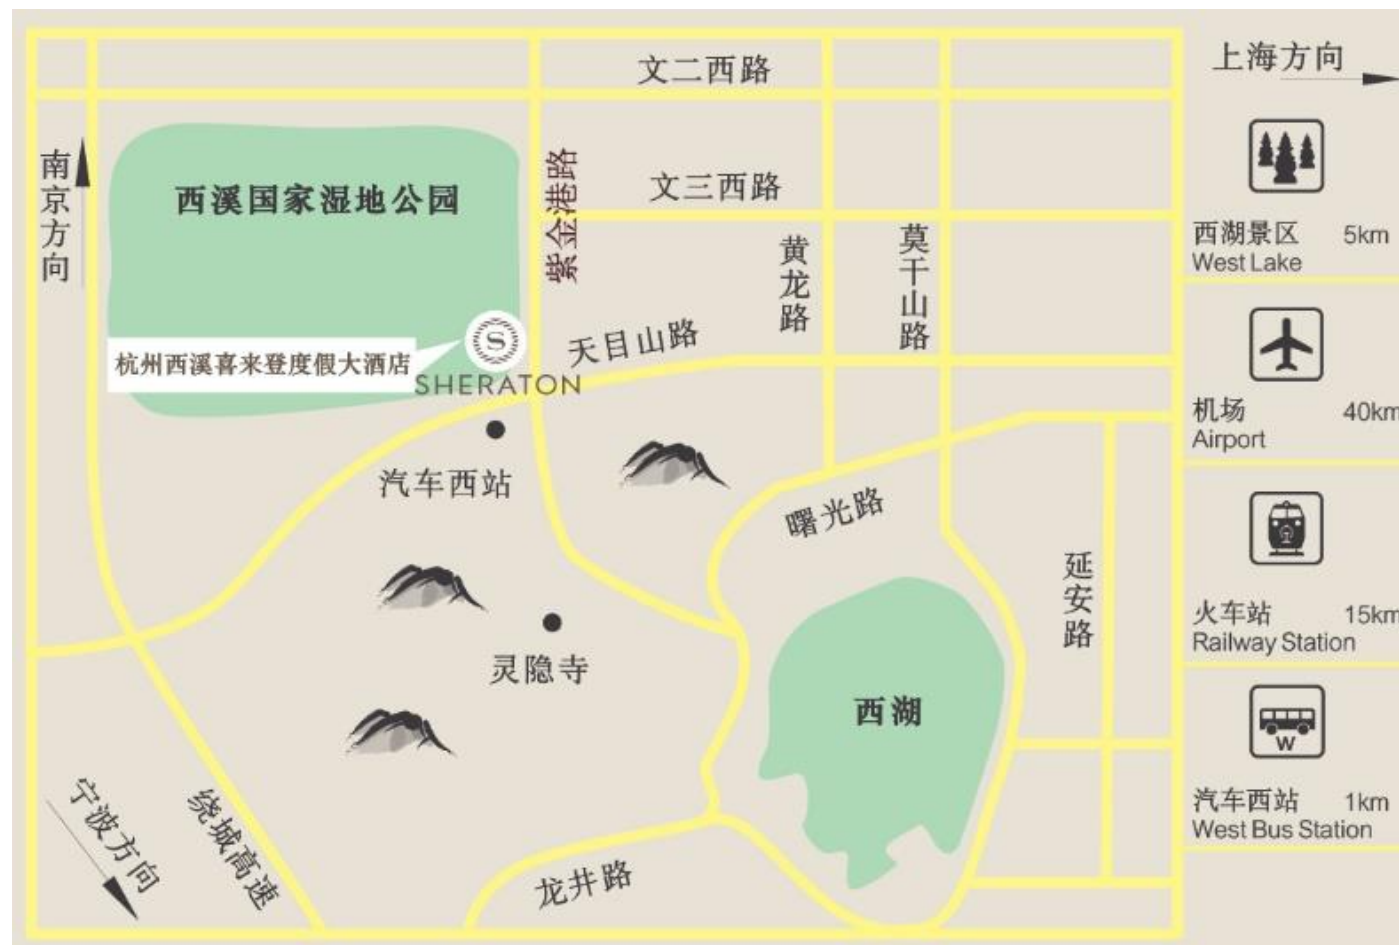 文二西路
上海方向
南京方向
西溪国家湿地公园
紫金港路
文三西路
黄龙路
莫干山路
西湖景区 5km
West Lake
天目山路
杭州西溪喜来登度假大酒店
S
SHERATON
机场 40km
Airport
汽车西站
曙光路
延安路
火车站 15km
Railway Station
灵隐寺
西湖
W
汽车西站 1km
West Bus Station
宁波方向
绕城高速
龙井路